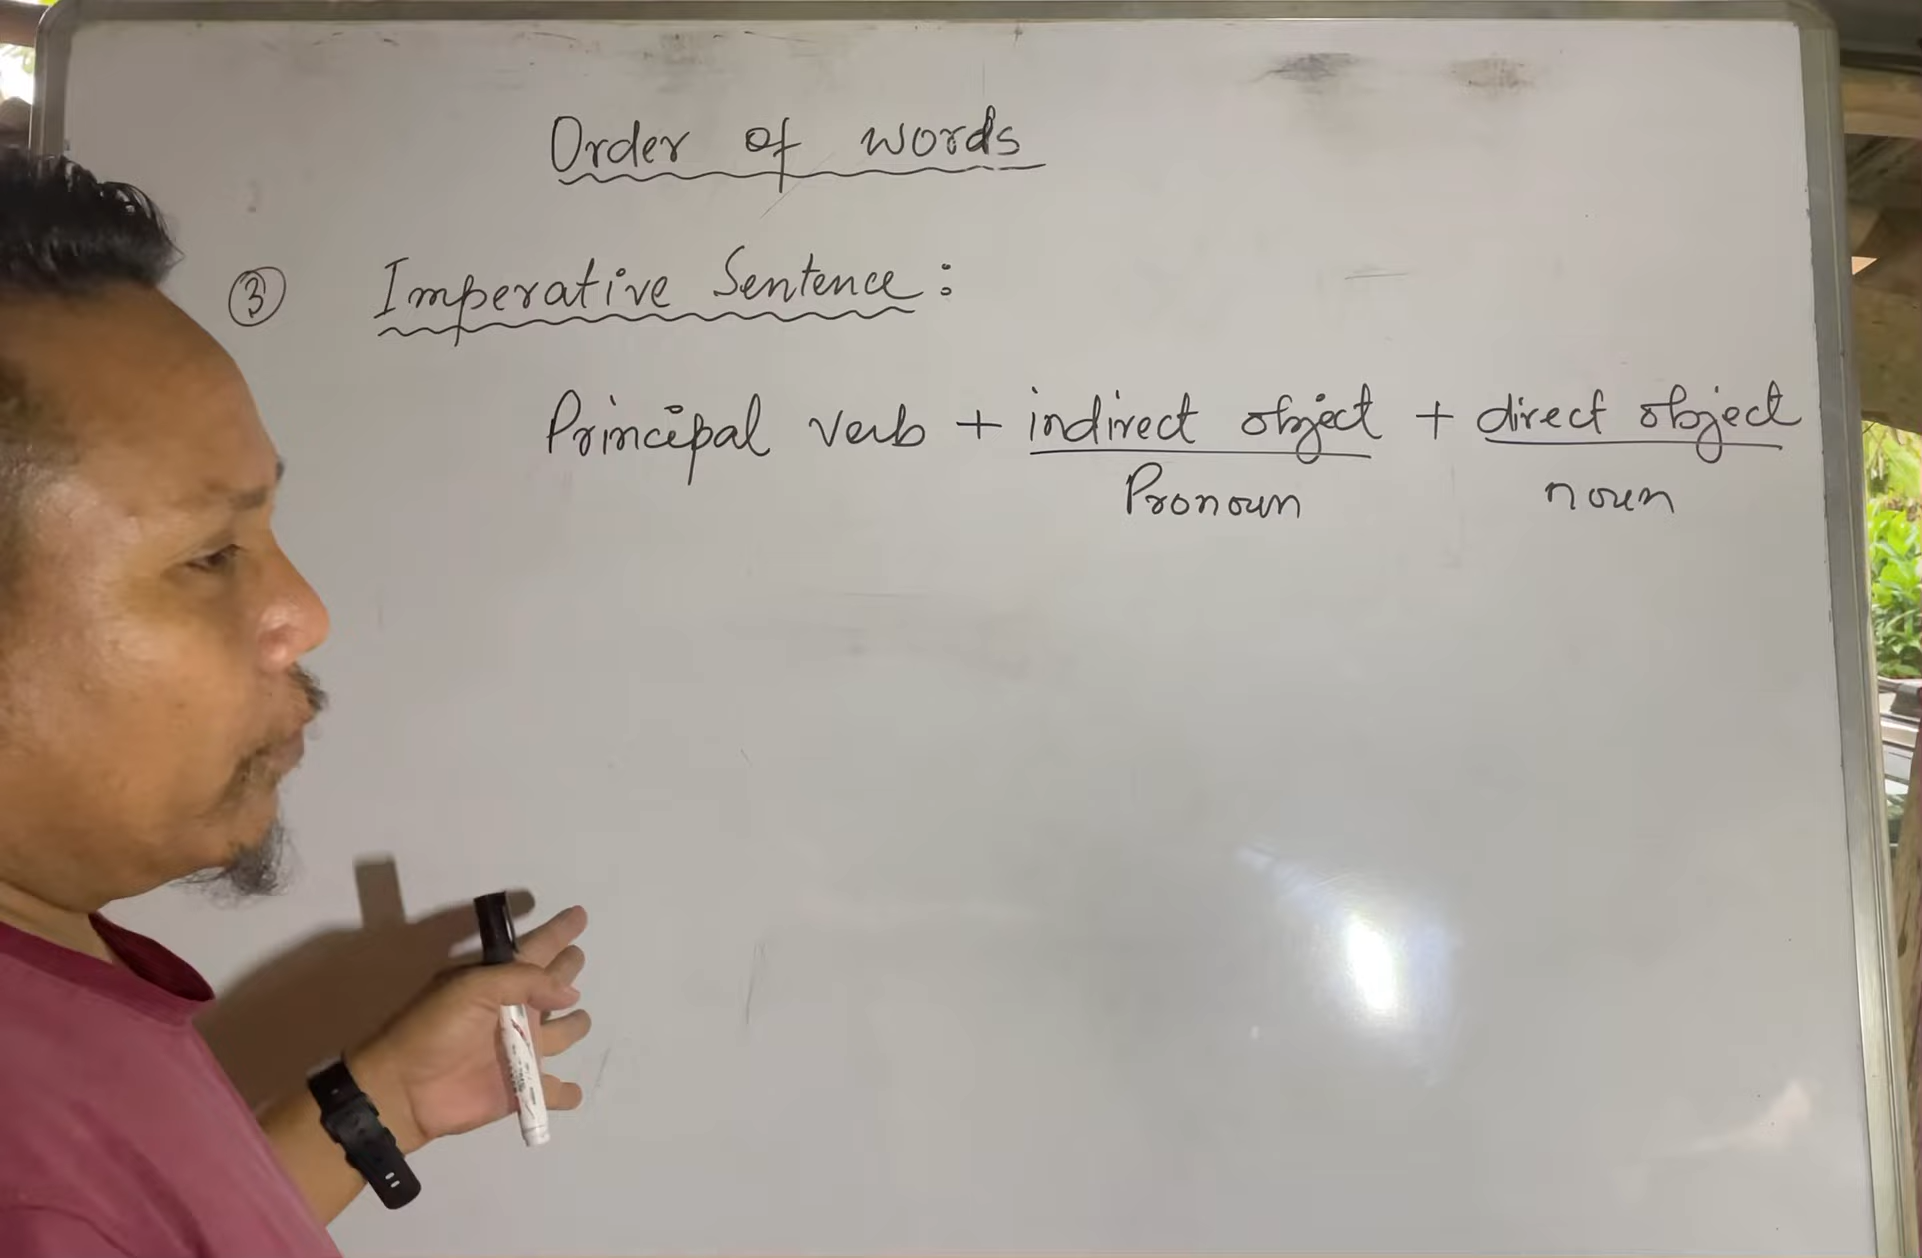 Order of words
③ Imperative Sentence :
Principal verb + indirect object + direct object
Pronoun noun